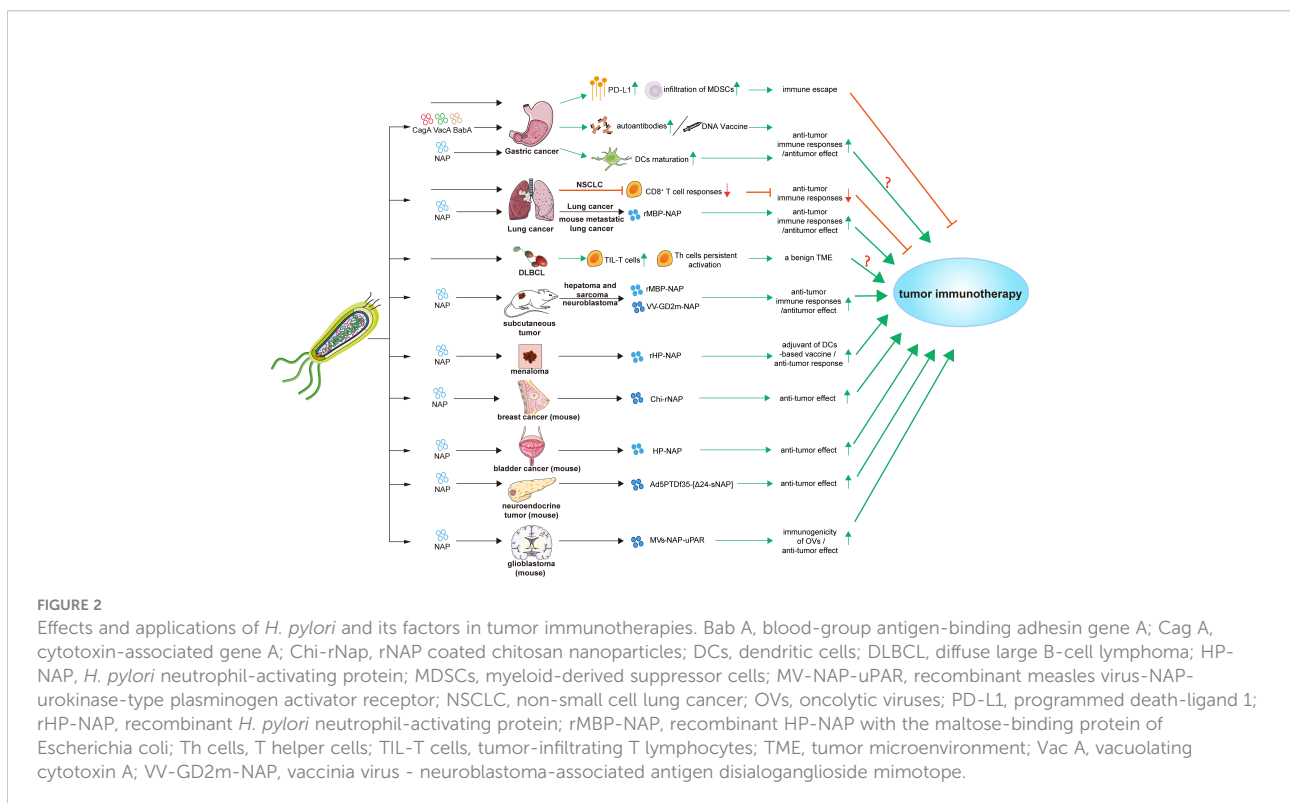 PD-L1
infiltration of MDSCs
immune escape
CagA VacA BabA
autoantibodies
DNA Vaccine
anti-tumor
immune responses
/antitumor effect
NAP
Gastric cancer
DCs maturation
?
NSCLC
CD8+ T cell responses
anti-tumor
immune responses
NAP
Lung cancer
Lung cancer
mouse metastatic
lung cancer
rMBP-NAP
anti-tumor
immune responses
/antitumor effect
DLBCL
TIL-T cells
Th cells persistent
activation
a benign TME
?
tumor immunotherapy
NAP
subcutaneous
tumor
hepatoma and
sarcoma
neuroblastoma
rMBP-NAP
VV-GD2m-NAP
anti-tumor
immune responses
/antitumor effect
NAP
menaloma
rHP-NAP
adjuvant of DCs
-based vaccine /
anti-tumor response
NAP
breast cancer (mouse)
Chi-rNAP
anti-tumor effect
NAP
bladder cancer (mouse)
HP-NAP
anti-tumor effect
NAP
neuroendocrine
tumor (mouse)
Ad5PTDf35-[Δ24-sNAP]
anti-tumor effect
NAP
glioblastoma
(mouse)
MVs-NAP-uPAR
immunogenicity
of OVs /
anti-tumor effect
FIGURE 2
Effects and applications of H. pylori and its factors in tumor immunotherapies. Bab A, blood-group antigen-binding adhesin gene A; Cag A,
cytotoxin-associated gene A; Chi-rNap, rNAP coated chitosan nanoparticles; DCs, dendritic cells; DLBCL, diffuse large B-cell lymphoma; HP-
NAP, H. pylori neutrophil-activating protein; MDSCs, myeloid-derived suppressor cells; MV-NAP-uPAR, recombinant measles virus-NAP-
urokinase-type plasminogen activator receptor; NSCLC, non-small cell lung cancer; OVs, oncolytic viruses; PD-L1, programmed death-ligand 1;
rHP-NAP, recombinant H. pylori neutrophil-activating protein; rMBP-NAP, recombinant HP-NAP with the maltose-binding protein of
Escherichia coli; Th cells, T helper cells; TIL-T cells, tumor-infiltrating T lymphocytes; TME, tumor microenvironment; Vac A, vacuolating
cytotoxin A; VV-GD2m-NAP, vaccinia virus - neuroblastoma-associated antigen disialoganglioside mimotope.